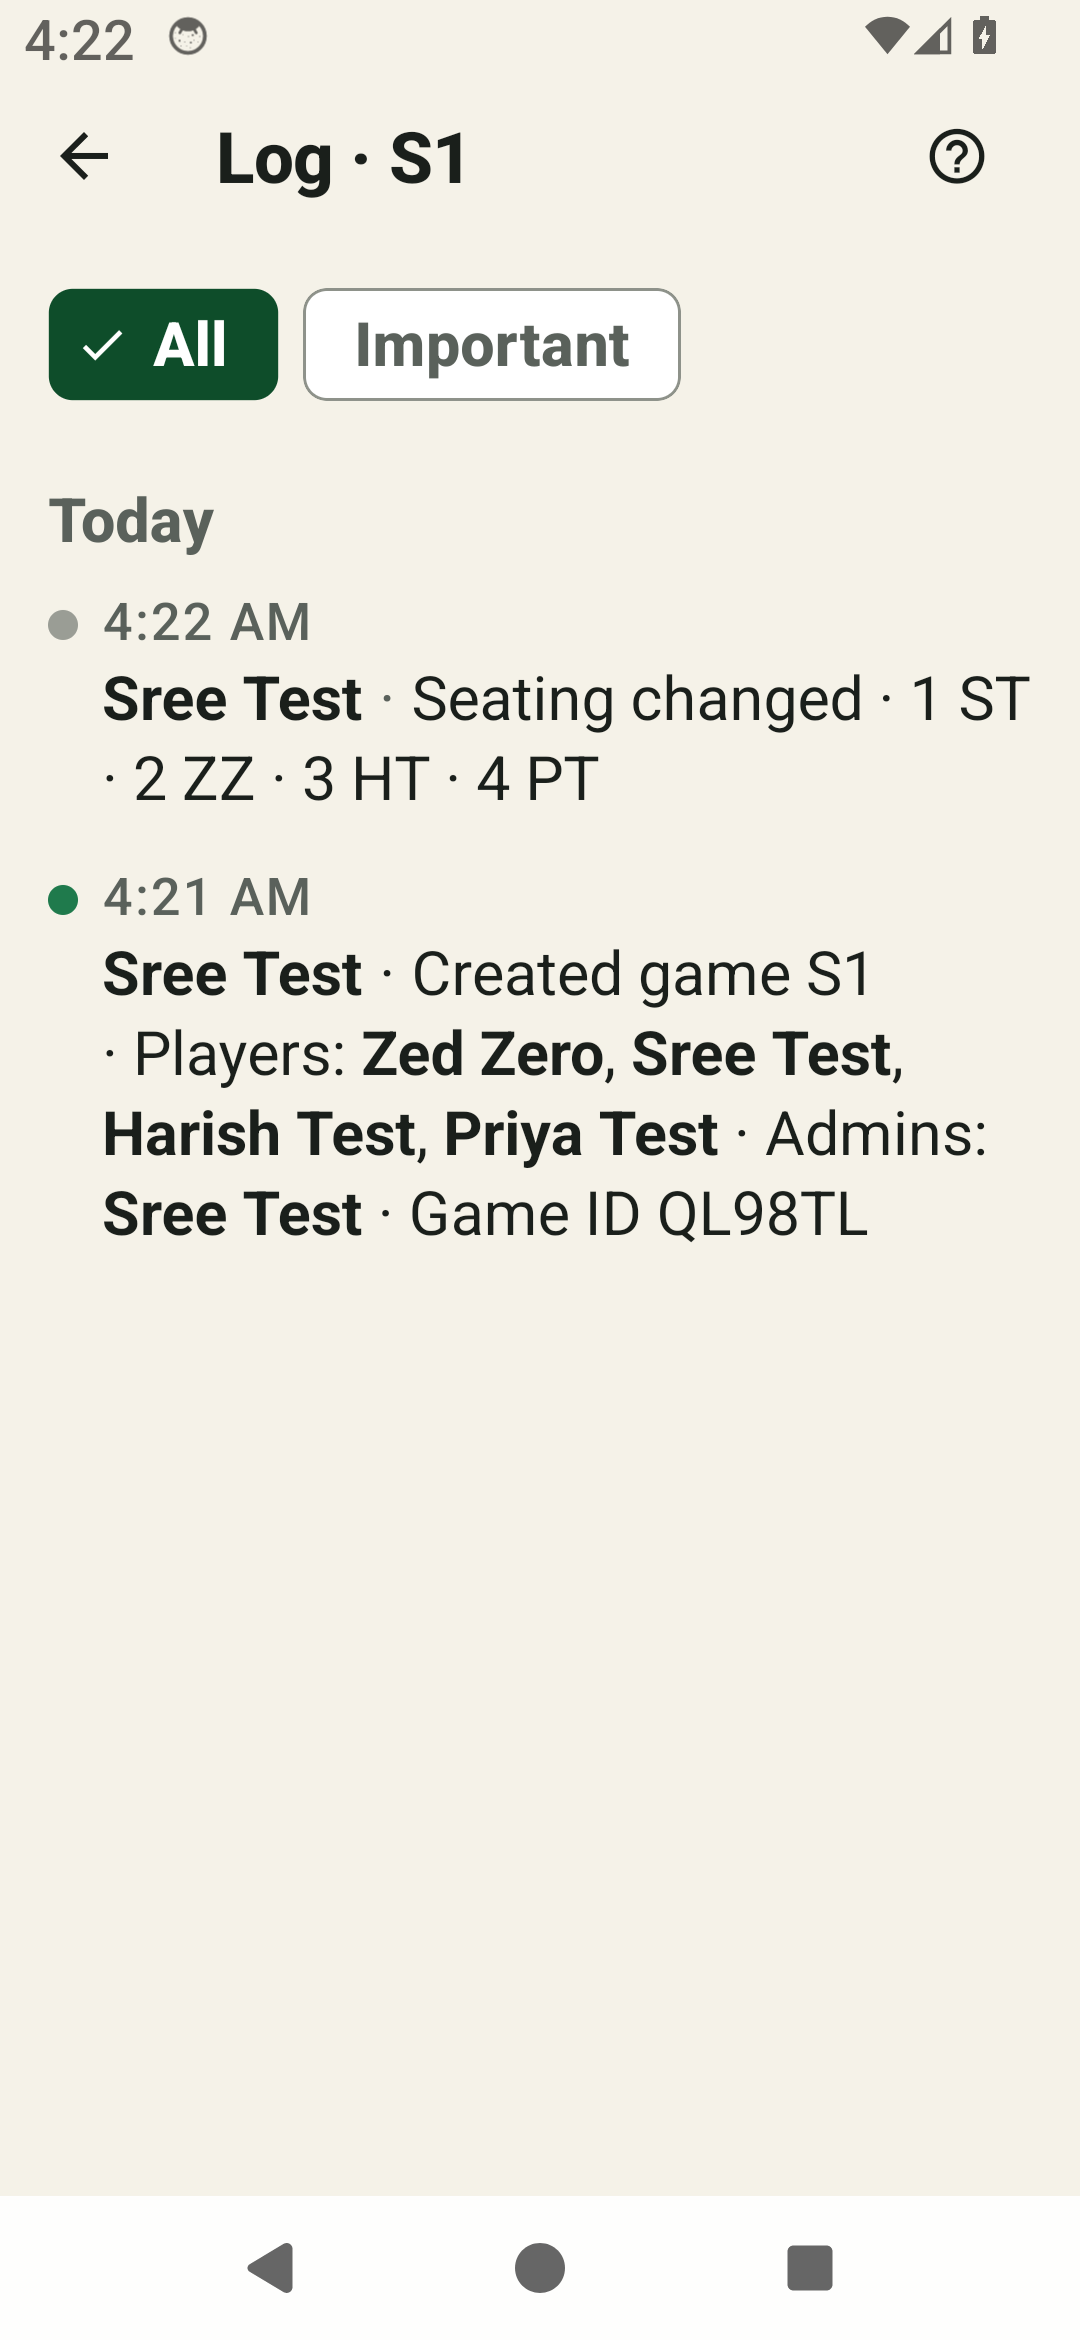 4:22
Log · S1
All
Important
Today
4:22 AM
Sree Test · Seating changed · 1 ST
· 2 ZZ · 3 HT · 4 PT
4:21 AM
Sree Test · Created game S1
· Players: Zed Zero, Sree Test,
Harish Test, Priya Test · Admins:
Sree Test · Game ID QL98TL